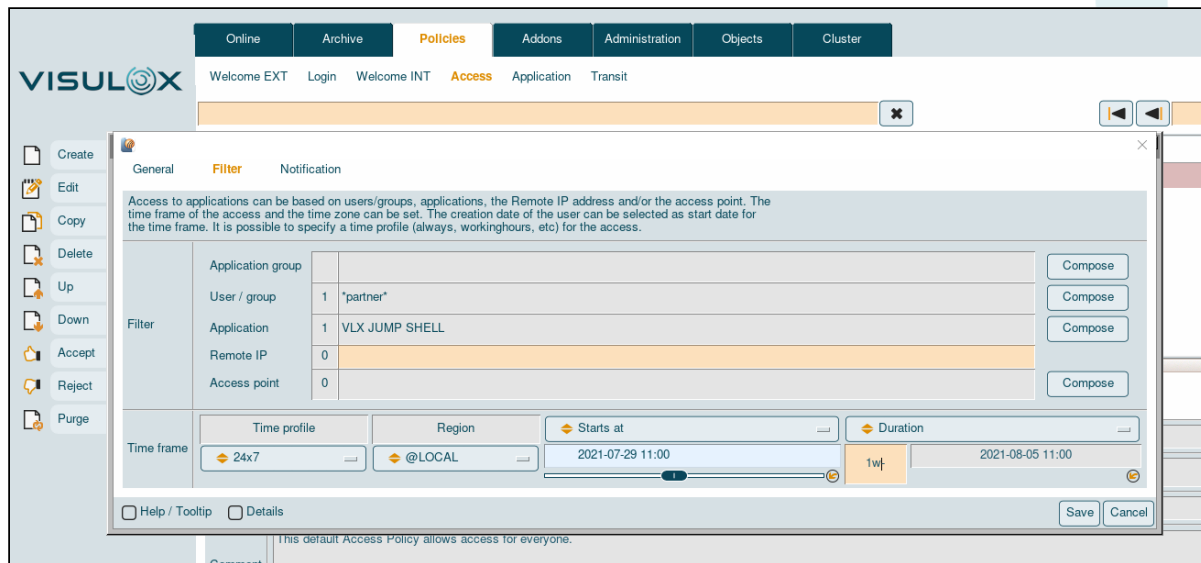 Online Archive Policies Addons Administration Objects Cluster
VISULOX
Welcome EXT Login Welcome INT Access Application Transit
Create
Edit
Copy
Delete
Up
Down
Accept
Reject
Purge
General Filter Notification
Access to applications can be based on users/groups, applications, the Remote IP address and/or the access point. The
time frame of the access and the time zone can be set. The creation date of the user can be selected as start date for
the time frame. It is possible to specify a time profile (always, workinghours, etc) for the access.
Filter
Application group Compose
User / group 1 *partner* Compose
Application 1 VLX JUMP SHELL Compose
Remote IP 0
Access point 0 Compose
Time frame
Time profile Region Starts at Duration
24x7 @LOCAL 2021-07-29 11:00 1w 2021-08-05 11:00
Help / Tooltip Details Save Cancel
This default Access Policy allows access for everyone.
Comment